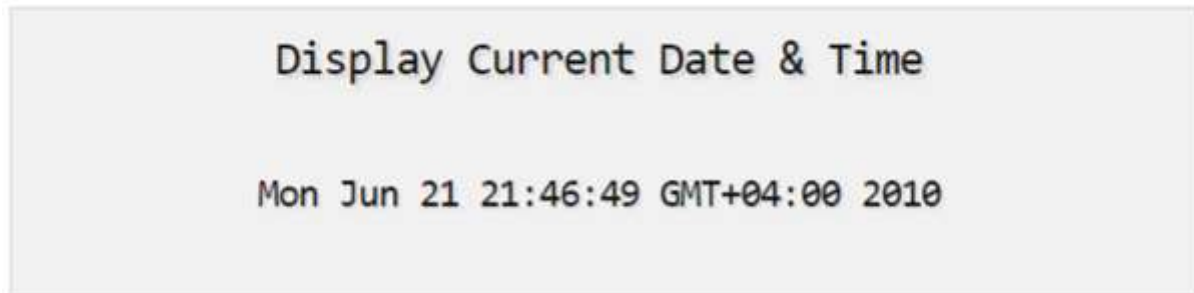 Display Current Date & Time
Mon Jun 21 21:46:49 GMT+04:00 2010